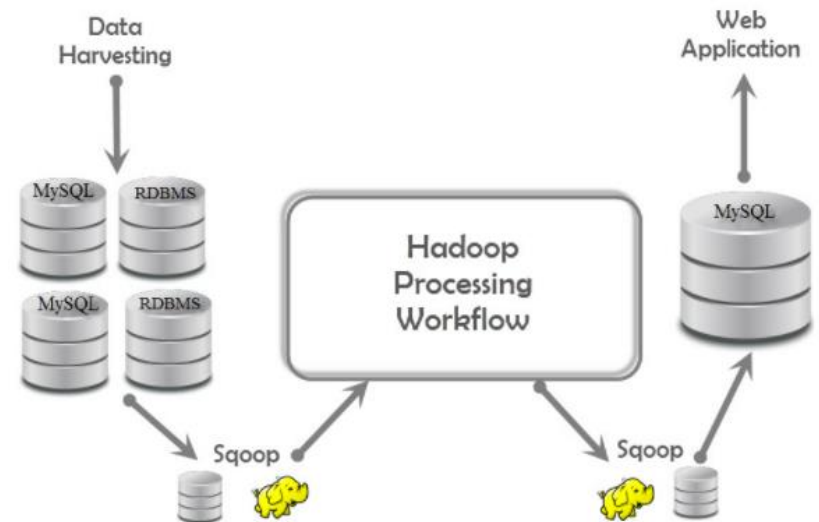 Data
Harvesting
Web
Application
MySQL
RDBMS
MySQL
RDBMS
Hadoop
Processing
Workflow
MySQL
Sqoop
Sqoop